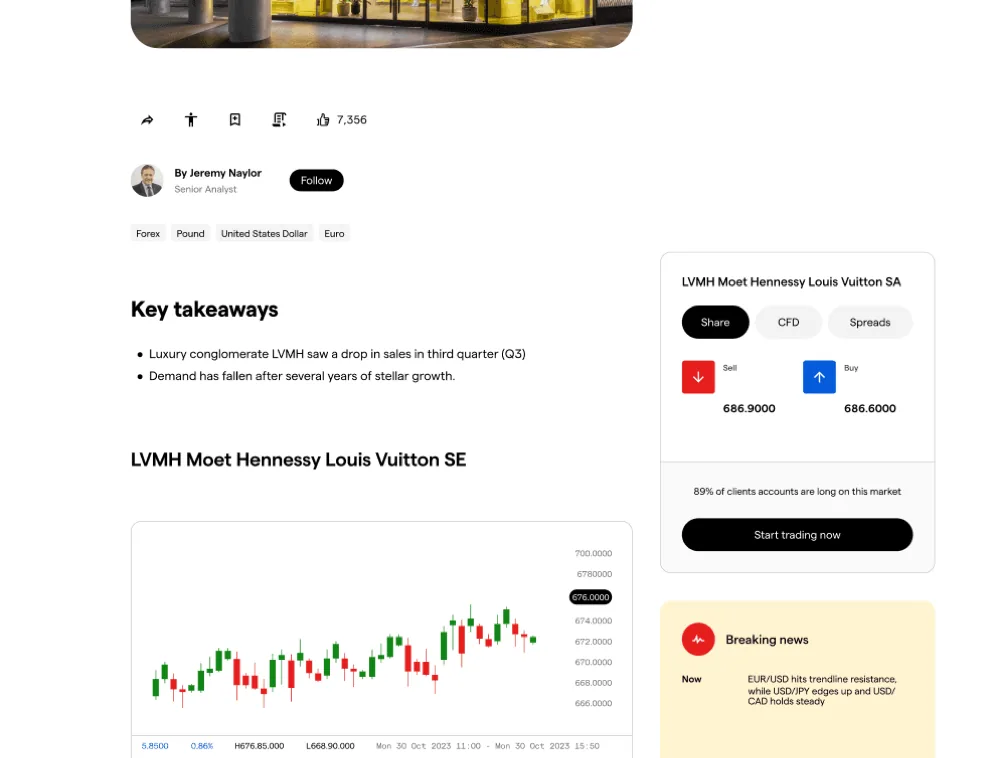 7,356
By Jeremy Naylor
Senior Analyst
Follow
Forex
Pound
United States Dollar
Euro
Key takeaways
Luxury conglomerate LVMH saw a drop in sales in third quarter (Q3)
Demand has fallen after several years of stellar growth.
LVMH Moet Hennessy Louis Vuitton SE
700.0000
6780000
676.0000
674.0000
672.0000
670.0000
668.0000
666.0000
5.8500
0.86%
H676.85.000
L668.90.000
Mon 30 Oct 2023 11:00 - Mon 30 Oct 2023 15:50
LVMH Moet Hennessy Louis Vuitton SA
Share
CFD
Spreads
Sell
686.9000
Buy
686.6000
89% of clients accounts are long on this market
Start trading now
Breaking news
Now
EUR/USD hits trendline resistance,
while USD/JPY edges up and USD/
CAD holds steady